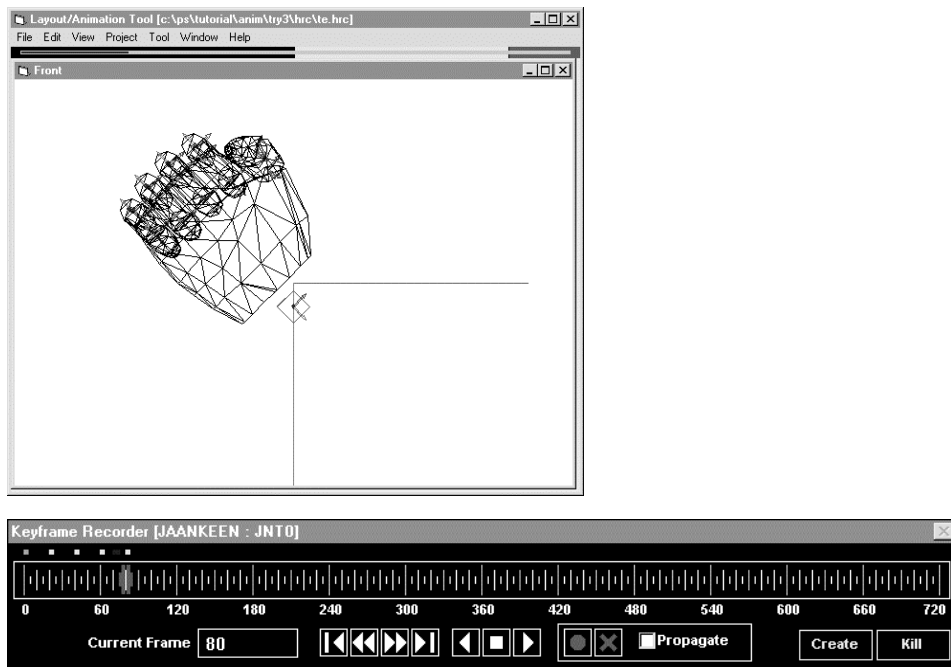 Layout/Animation Tool [c:\ps\tutorial\anim\try3\hrc\te.hrc]
File Edit View Project Tool Window Help
Front
Keyframe Recorder [JAANKEEN : JNT0]
0 60 120 180 240 300 360 420 480 540 600 660 720
Current Frame 80 Propagate Create Kill